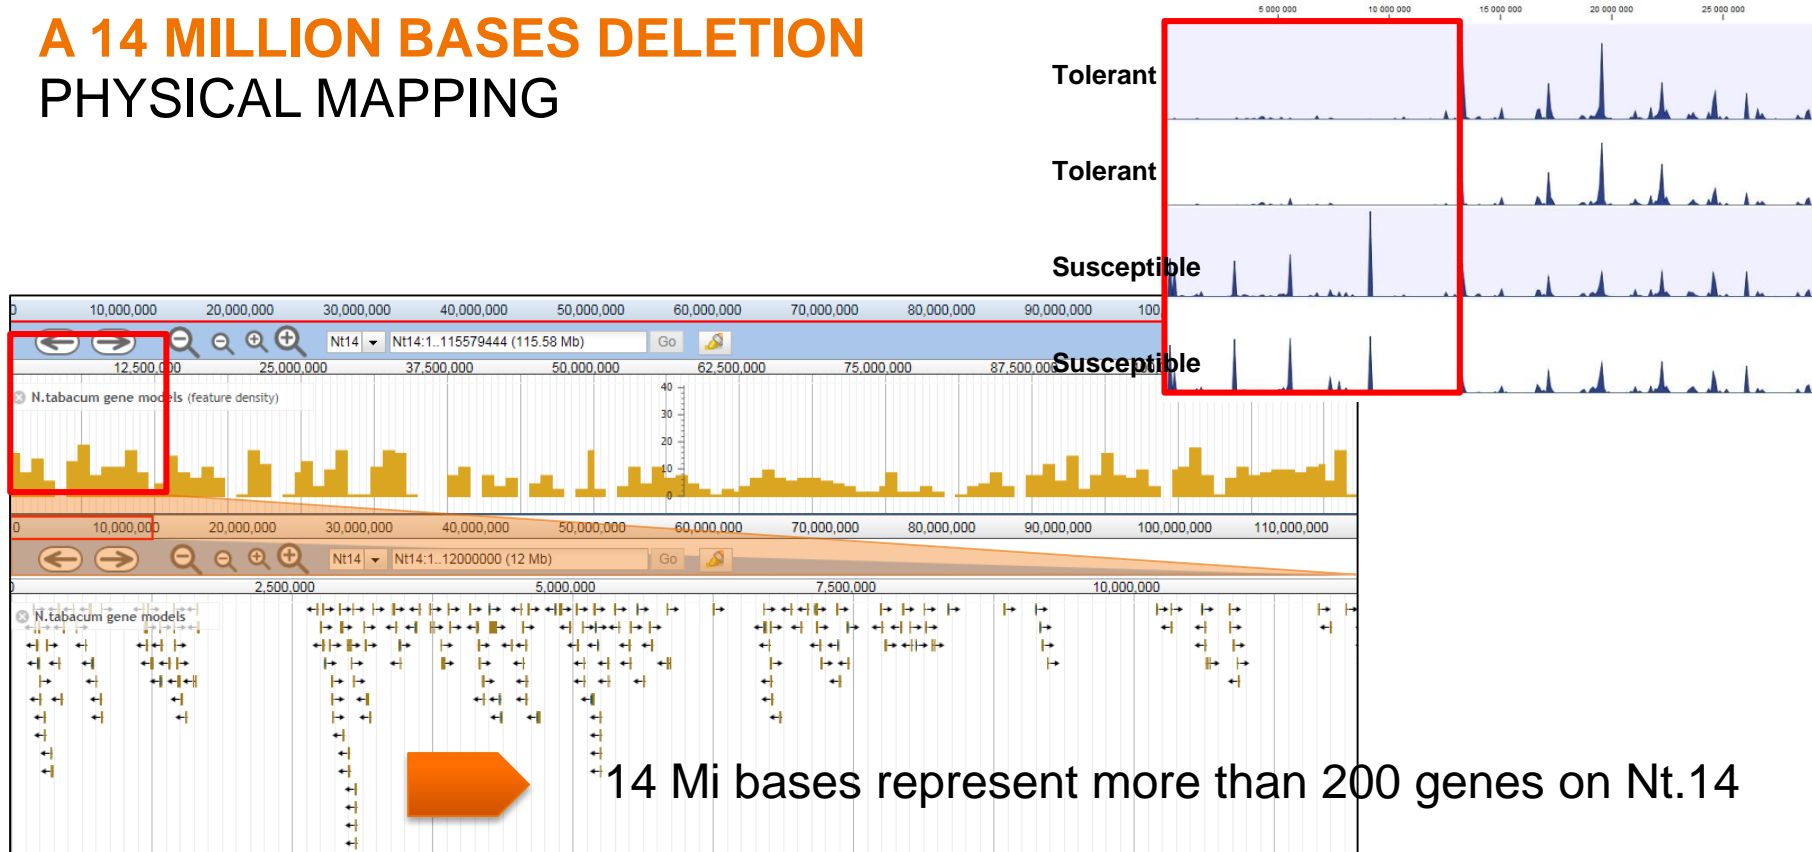 A 14 MILLION BASES DELETION
PHYSICAL MAPPING
5 000 000 10 000 000 15 000 000 20 000 000 25 000 000
Tolerant
Tolerant
Susceptible
Susceptible
0 10,000,000 20,000,000 30,000,000 40,000,000 50,000,000 60,000,000 70,000,000 80,000,000 90,000,000 100,
Nt14 Nt14:1..115579444 (115.58 Mb) Go
12,500,000 25,000,000 37,500,000 50,000,000 62,500,000 75,000,000 87,500,000
N.tabacum gene models (feature density)
40
30
20
10
0
0 10,000,000 20,000,000 30,000,000 40,000,000 50,000,000 60,000,000 70,000,000 80,000,000 90,000,000 100,000,000 110,000,000
Nt14 Nt14:1..12000000 (12 Mb) Go
2,500,000 5,000,000 7,500,000 10,000,000
N.tabacum gene models
14 Mi bases represent more than 200 genes on Nt.14